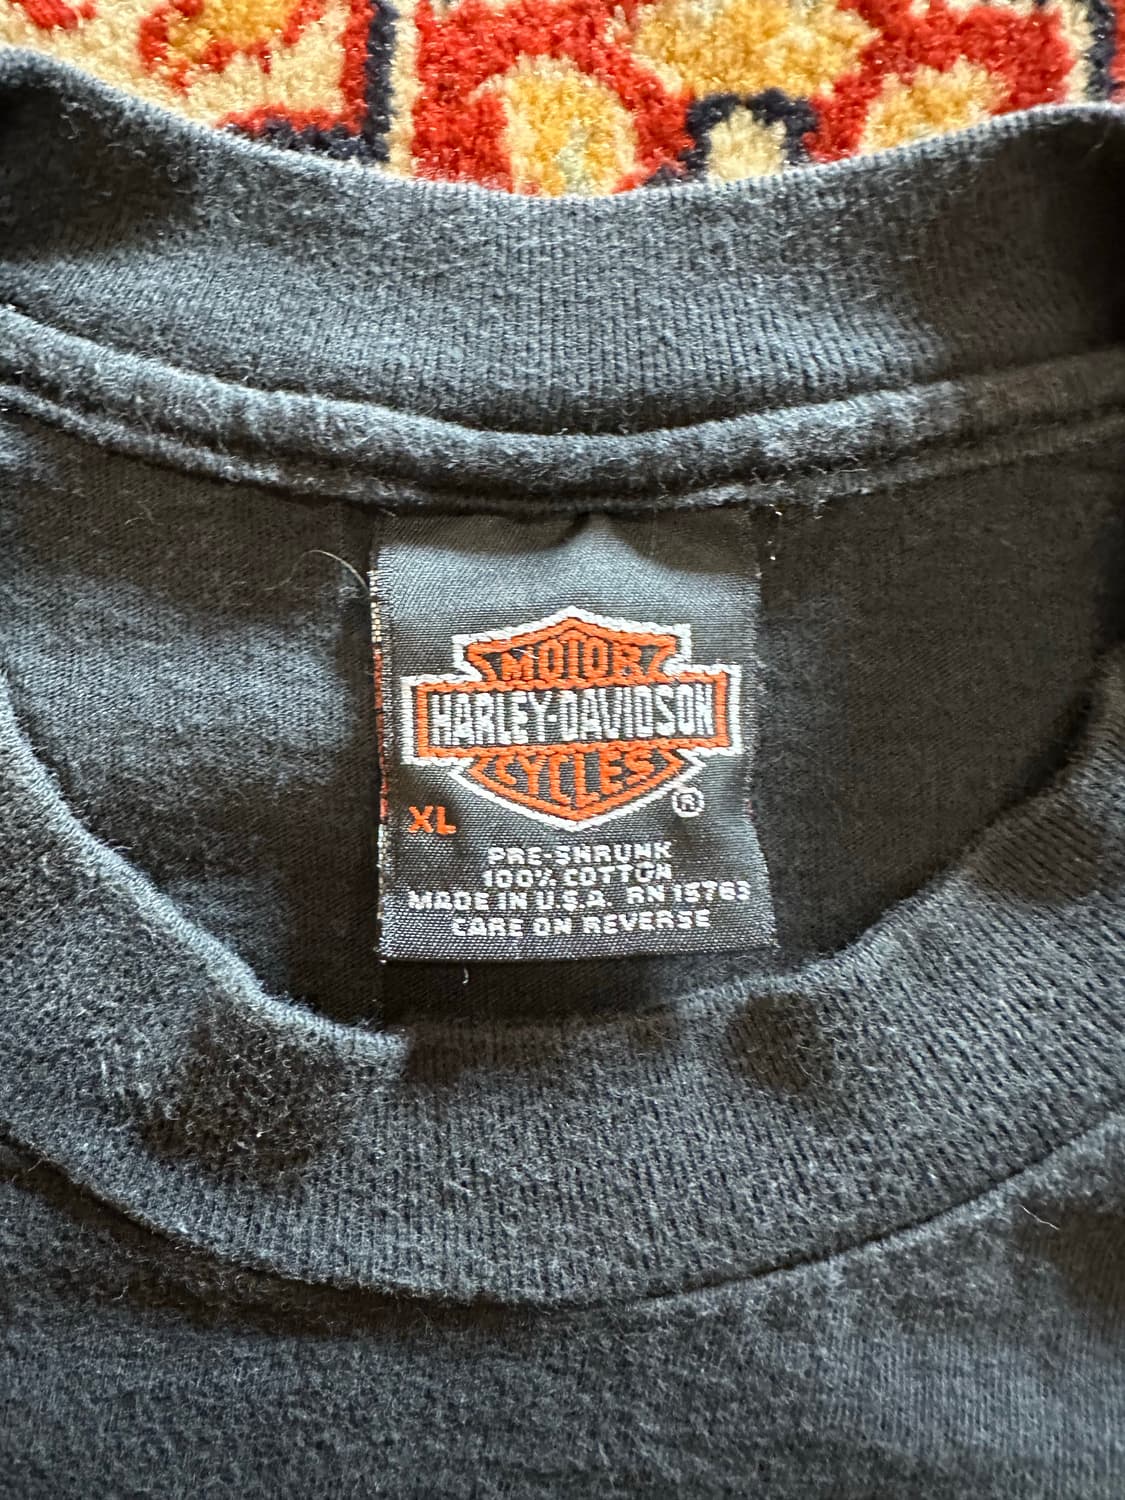 MOTOR
HARLEY-DAVIDSON
CYCLES
®
XL
PRE-SHRUNK
100% COTTON
MADE IN U.S.A. RN 15763
CARE ON REVERSE